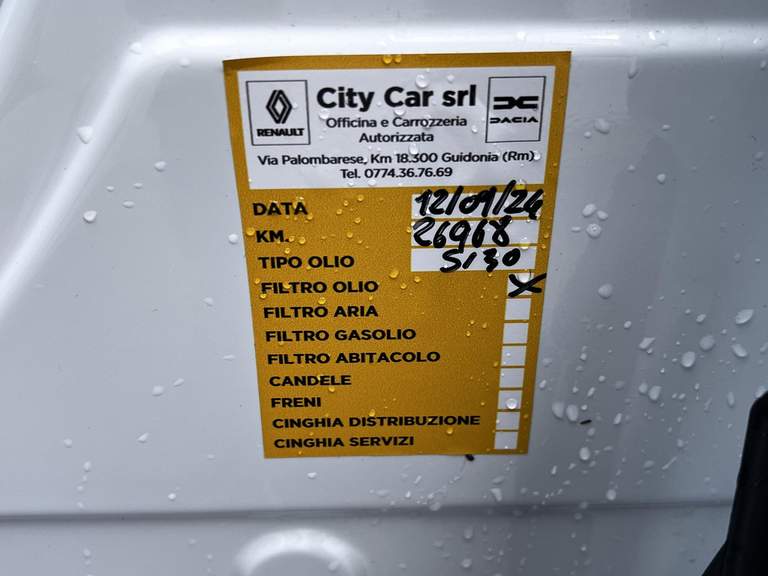 City Car srl
RENAULT
DACIA
Officina e Carrozzeria
Autorizzata
Via Palombarese, Km 18.300 Guidonia (Rm)
Tel. 0774.36.76.69
DATA 12/09/24
KM. 26968
TIPO OLIO 5/30
FILTRO OLIO X
FILTRO ARIA
FILTRO GASOLIO
FILTRO ABITACOLO
CANDELE
FRENI
CINGHIA DISTRIBUZIONE
CINGHIA SERVIZI